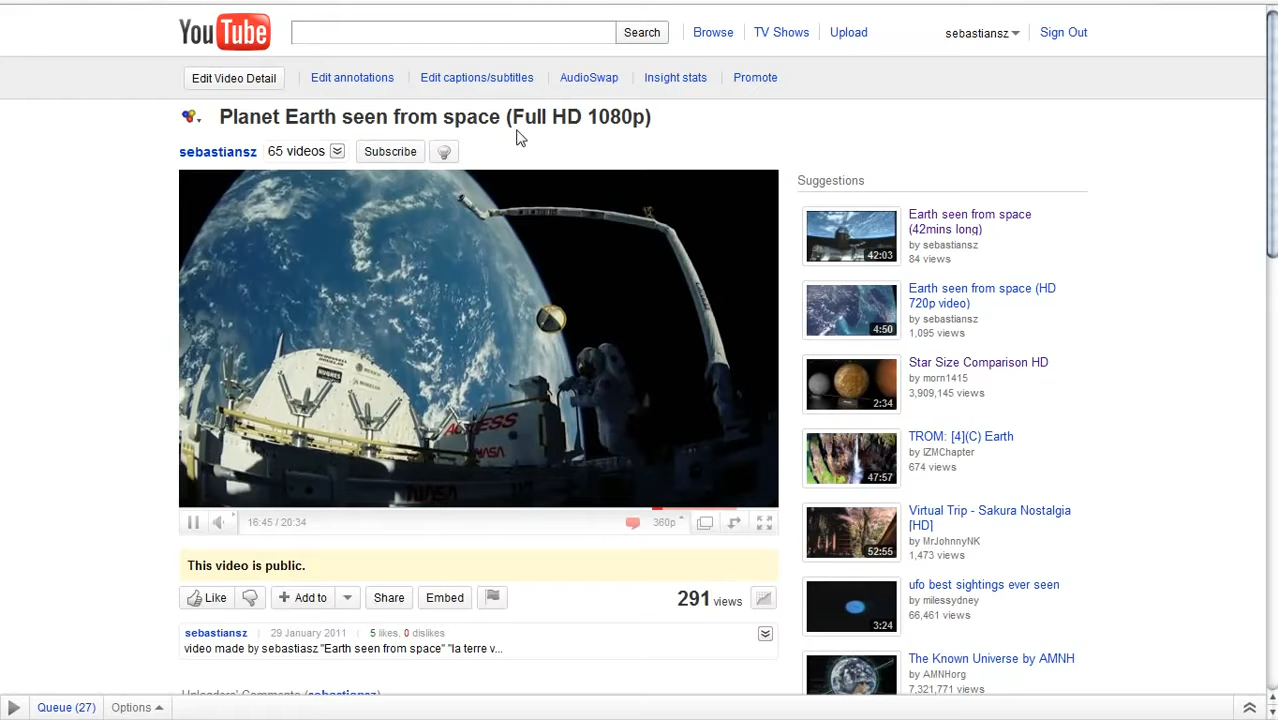 YouTube
Search
Browse
TV Shows
Upload
sebastiansz
Sign Out
Edit Video Detail
Edit annotations
Edit captions/subtitles
AudioSwap
Insight stats
Promote
Planet Earth seen from space (Full HD 1080p)
sebastiansz
65 videos
Subscribe
HUGHES
NASA
NASA
16:45 / 20:34
360p
This video is public.
Like
Add to
Share
Embed
291 views
sebastiansz
29 January 2011
5 likes, 0 dislikes
video made by sebastiasz "Earth seen from space" "la terre v...
Uploaders' Comments (sebastiansz)
Suggestions
42:03
Earth seen from space
(42mins long)
by sebastiansz
84 views
4:50
Earth seen from space (HD
720p video)
by sebastiansz
1,095 views
2:34
Star Size Comparison HD
by morn1415
3,909,145 views
47:57
TROM: [4](C) Earth
by IZMChapter
674 views
52:55
Virtual Trip - Sakura Nostalgia
[HD]
by MrJohnnyNK
1,473 views
3:24
ufo best sightings ever seen
by milessydney
66,461 views
The Known Universe by AMNH
by AMNHorg
7,321,771 views
Queue (27)
Options